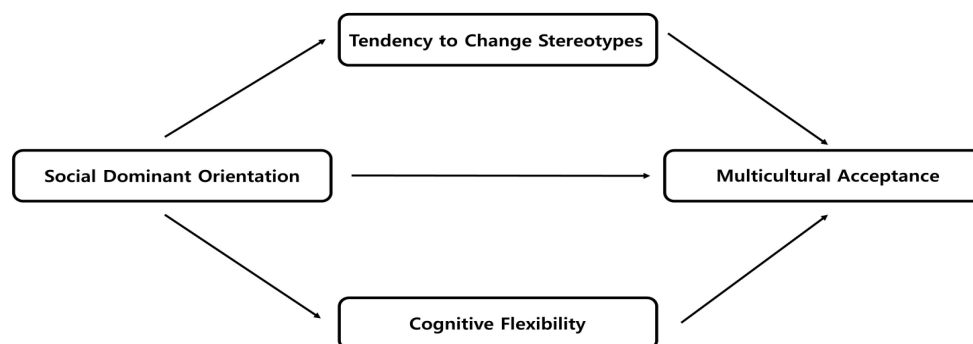 Tendency to Change Stereotypes
Social Dominant Orientation
Multicultural Acceptance
Cognitive Flexibility